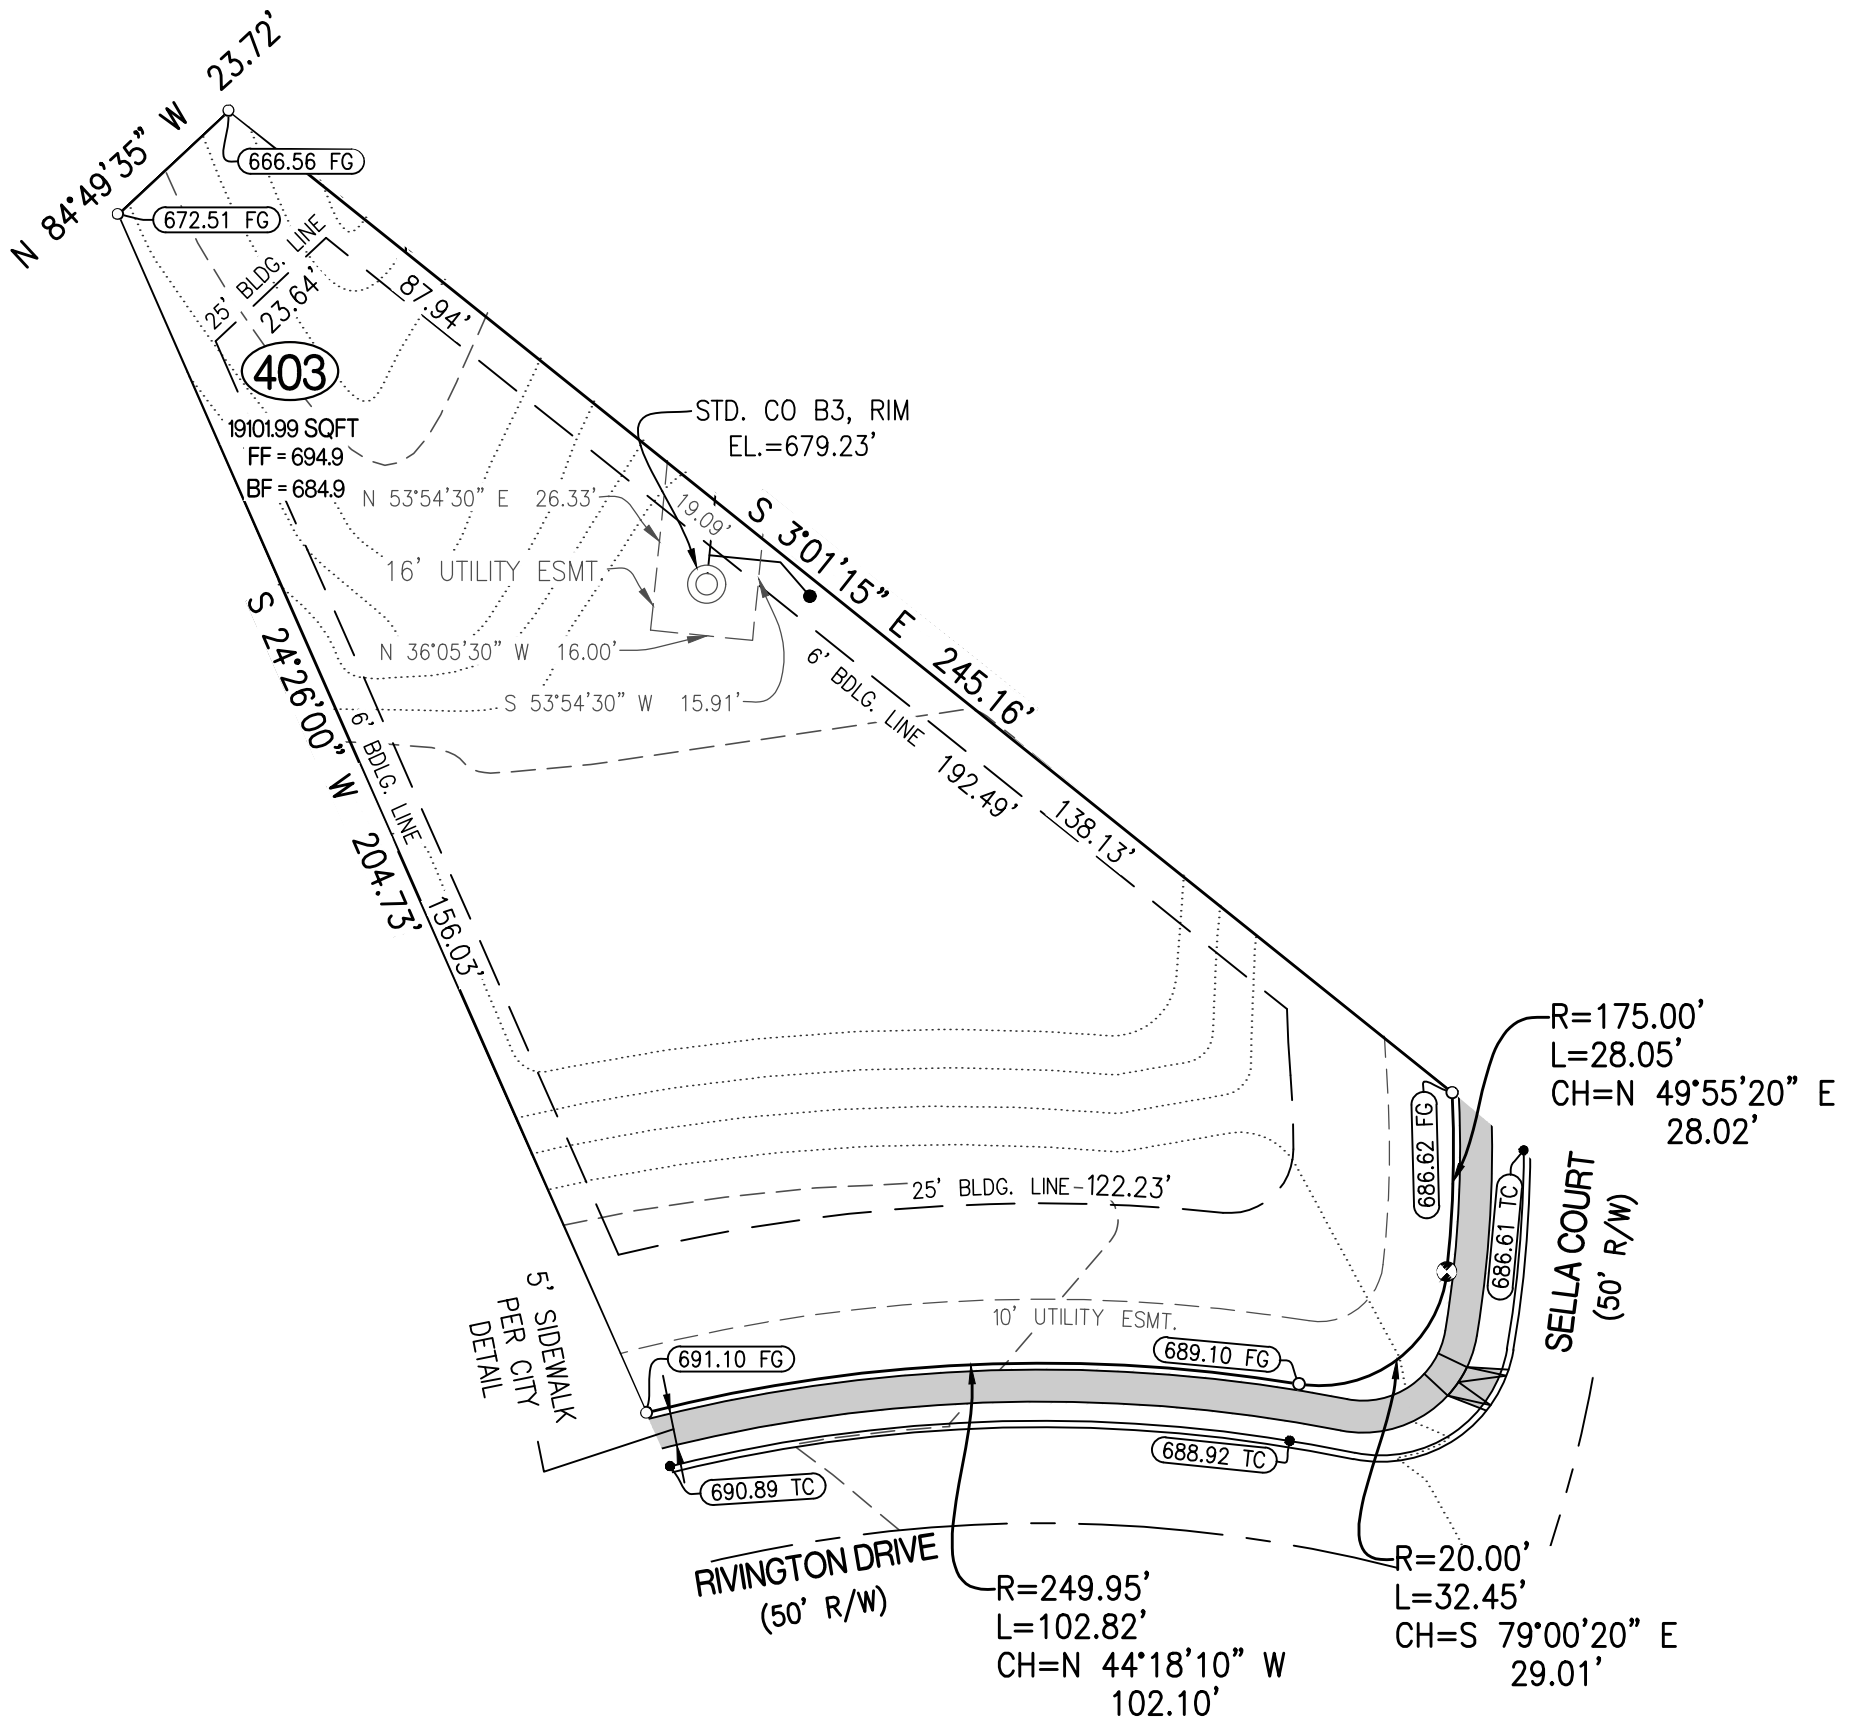 N 84°49'35" W 23.72'
666.56 FG
672.51 FG
25' BLDG. LINE
23.64'
87.94'
403
19101.99 SQFT
FF = 694.9
BF = 684.9
STD. CO B3, RIM
EL.=679.23'
N 53°54'30" E 26.33'
19.09'
16' UTILITY ESMT.
N 36°05'30" W 16.00'
S 53°54'30" W 15.91'
S 3°01'15" E 245.16'
6' BDLG. LINE 192.49'
138.13'
S 24°26'00" W 204.73'
6' BDLG. LINE
156.03'
R=175.00'
L=28.05'
CH=N 49°55'20" E
28.02'
686.62 FG
686.61 TC
SELLA COURT
(50' R/W)
25' BLDG. LINE 122.23'
10' UTILITY ESMT.
5' SIDEWALK
PER CITY
DETAIL
691.10 FG
689.10 FG
688.92 TC
690.89 TC
RIVINGTON DRIVE
(50' R/W)
R=249.95'
L=102.82'
CH=N 44°18'10" W
102.10'
R=20.00'
L=32.45'
CH=S 79°00'20" E
29.01'